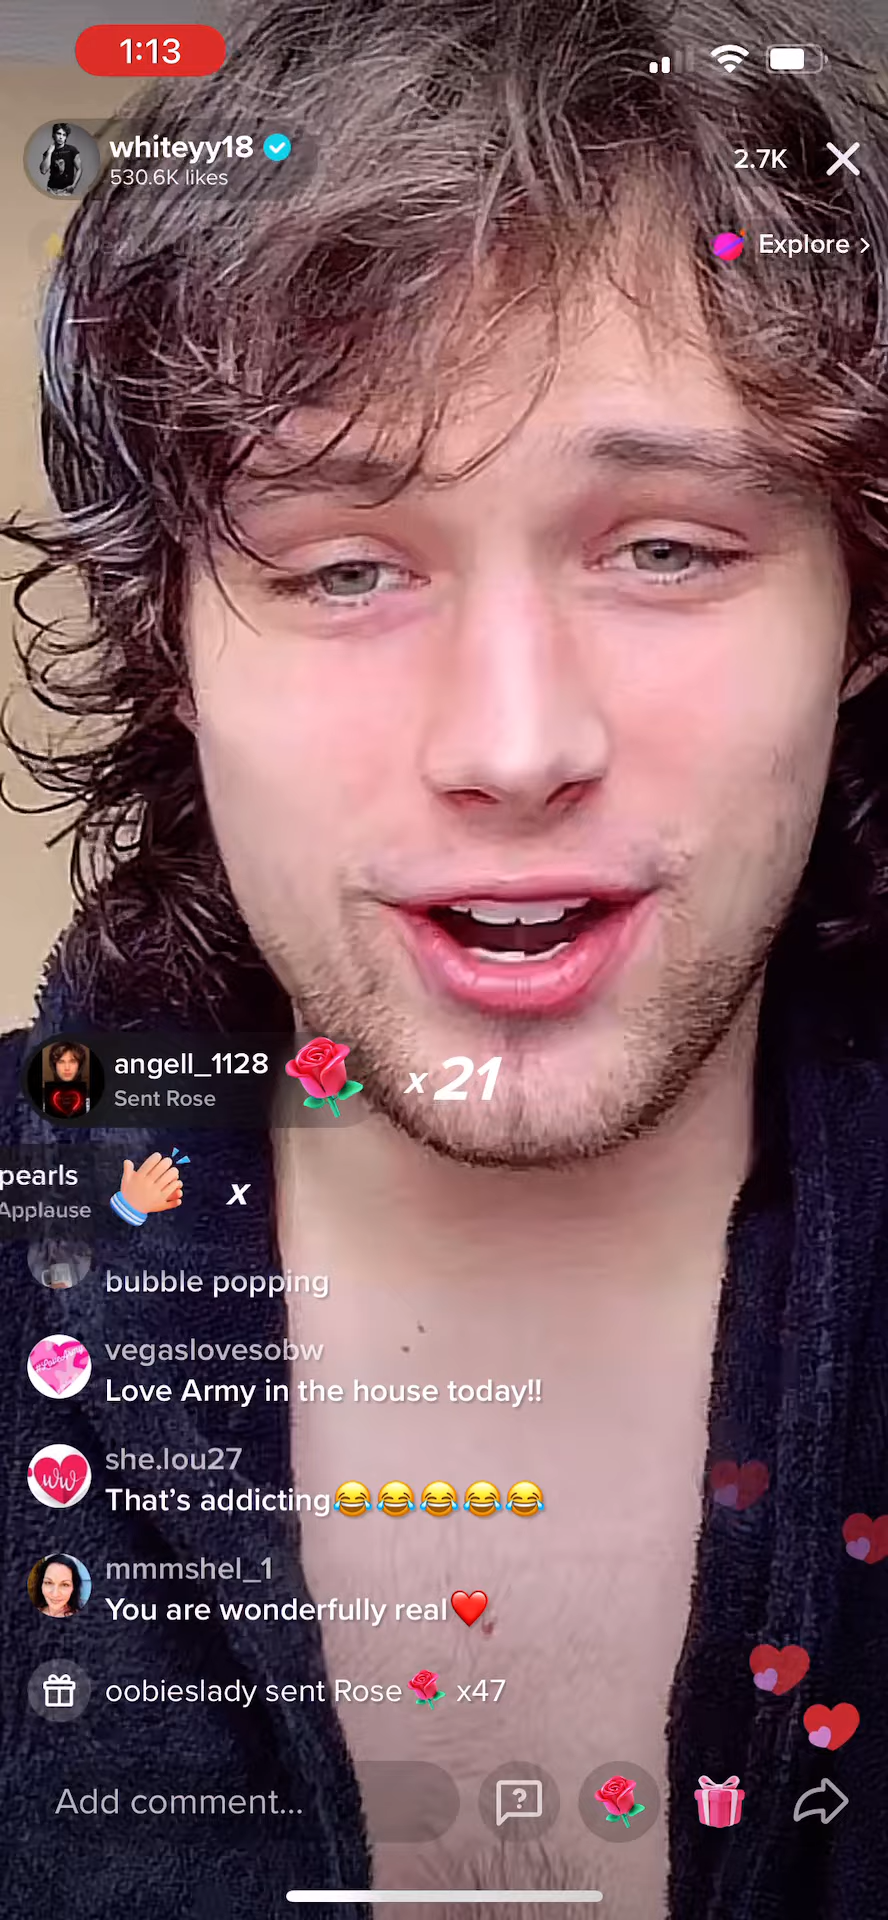 1:13
whiteyy18
530.6K likes
2.7K
Explore >
angell_1128
Sent Rose
x 21
pearls
Applause
x
bubble popping
vegaslovesobw
Love Army in the house today!!
she.lou27
That's addicting😂😂😂😂😂
mmmshel_1
You are wonderfully real❤️
oobieslady sent Rose🌹 x47
Add comment...